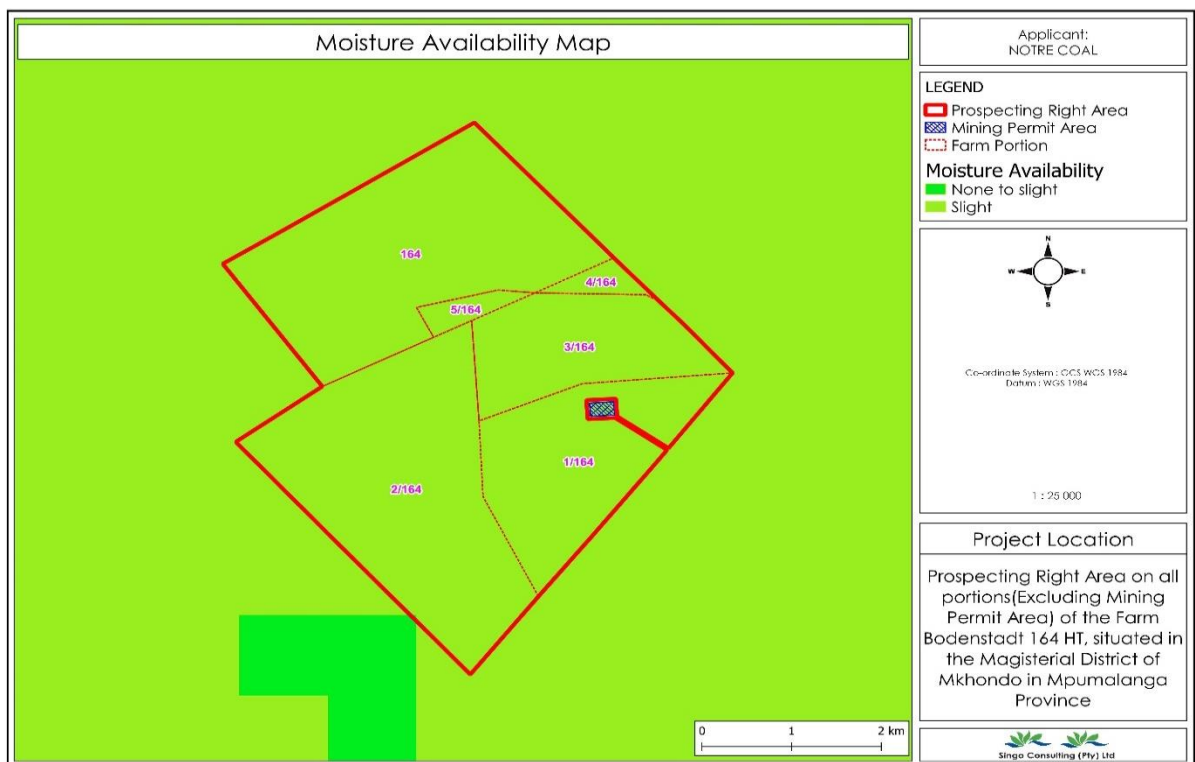 Moisture Availability Map
164
4/164
5/164
3/164
1/164
2/164
0 1 2 km
Applicant:
NOTRE COAL
LEGEND
Prospecting Right Area
Mining Permit Area
Farm Portion
Moisture Availability
None to slight
Slight
N
W E
S
Co-ordinate System : GCS WGS 1984
Datum : WGS 1984
1 : 25 000
Project Location
Prospecting Right Area on all
portions(Excluding Mining
Permit Area) of the Farm
Bodenstadt 164 HT, situated in
the Magisterial District of
Mkhondo in Mpumalanga
Province
Singo Consulting (Pty) Ltd